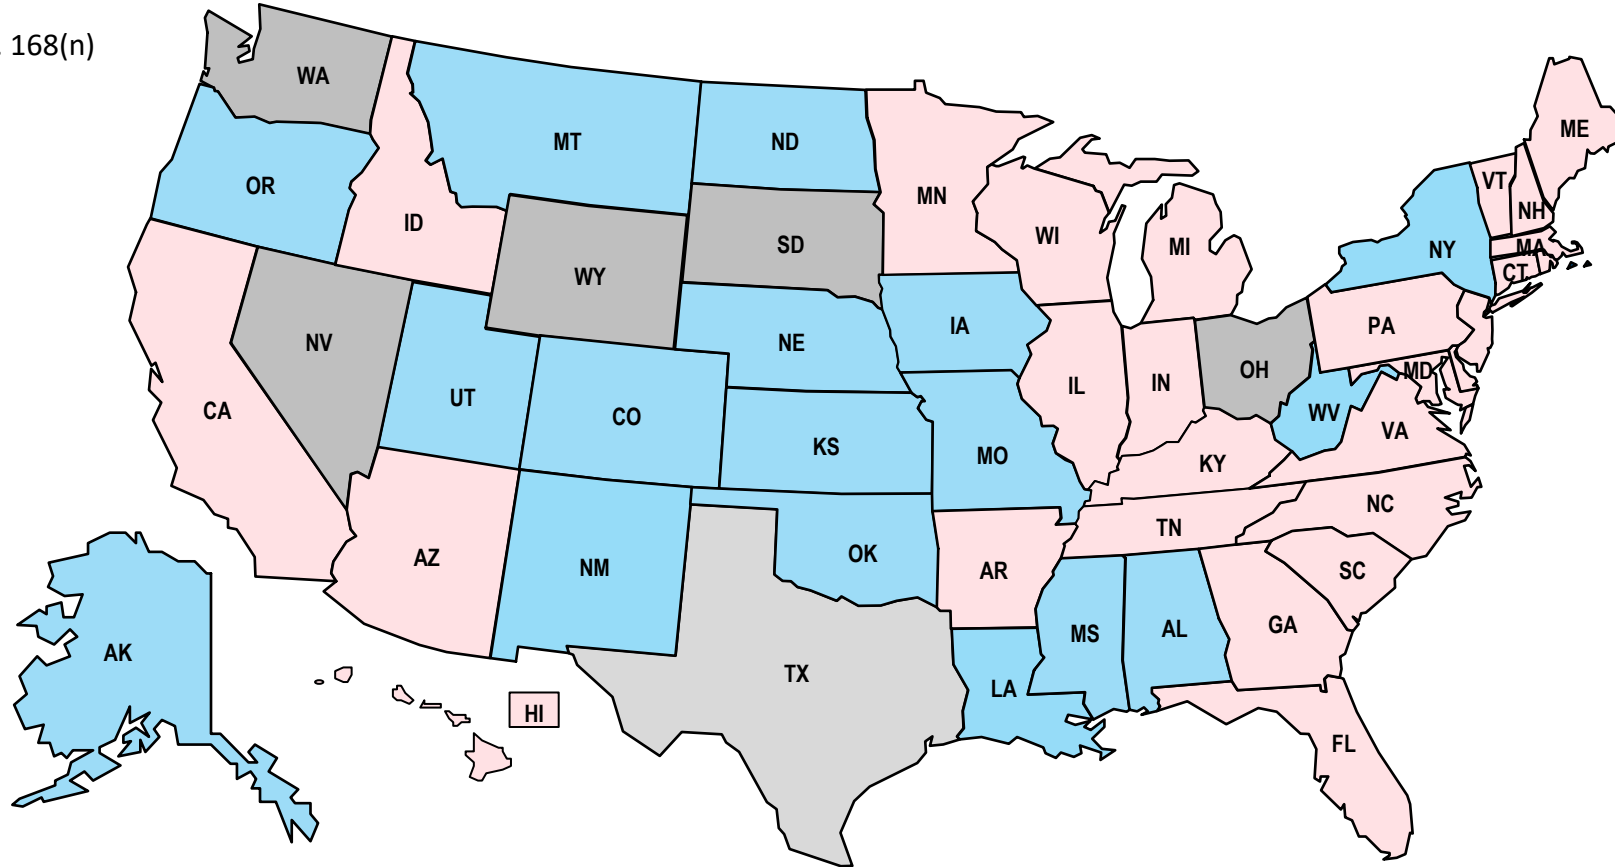 168(n)
WA
MT
ND
ME
OR
MN
VT
ID
NH
WI
SD
MI
NY
MA
WY
CT
IA
PA
NV
NE
OH
MD
UT
IL
IN
CA
CO
WV
KS
VA
MO
KY
NC
TN
OK
AZ
NM
AR
SC
GA
MS
AL
AK
TX
LA
HI
FL